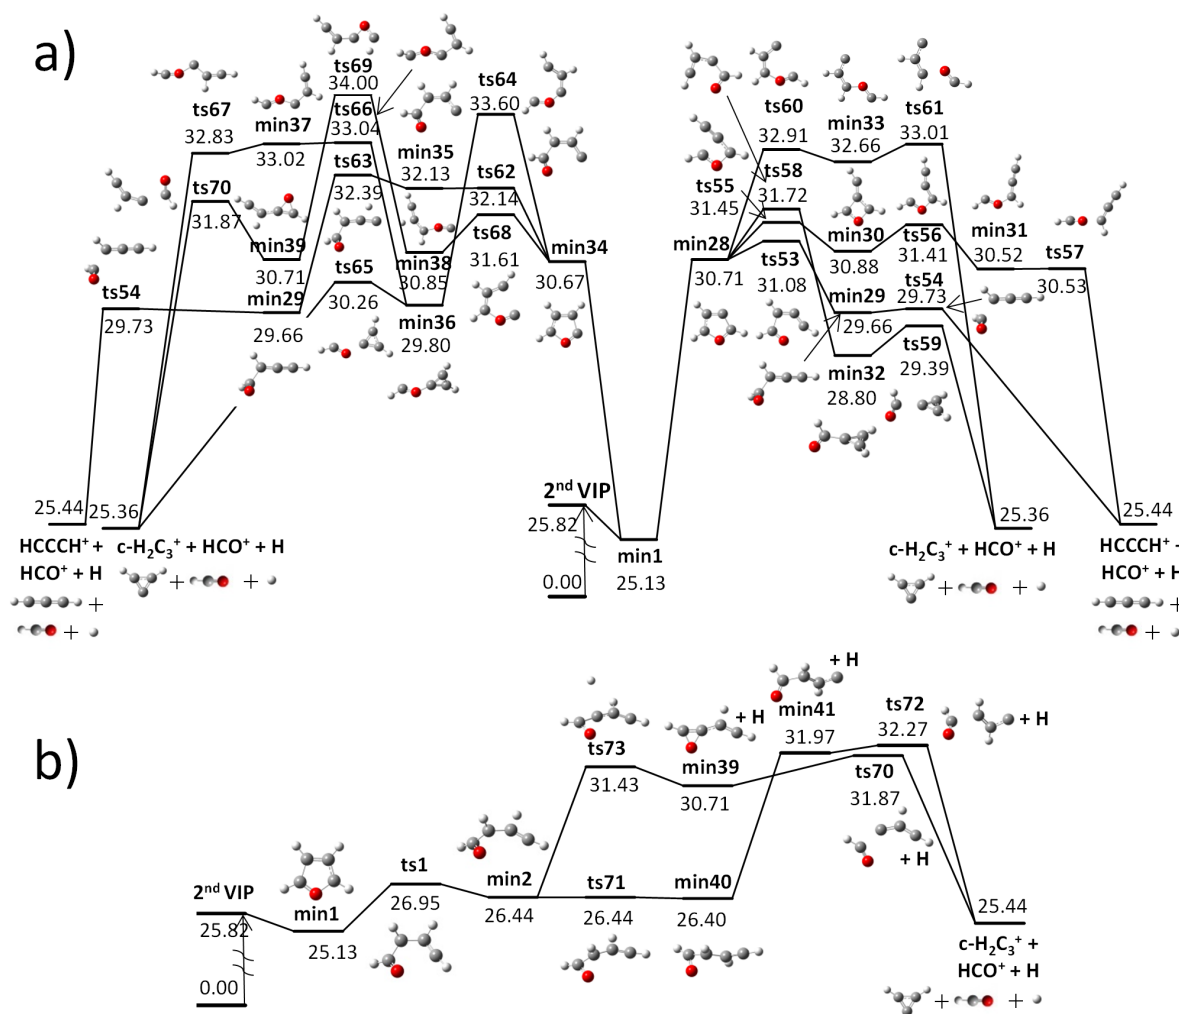 a)
ts69
34.00
ts67
32.83
min37
33.02
ts66
33.04
ts64
33.60
ts70
31.87
ts63
32.39
min35
32.13
ts62
32.14
min39
30.71
min38
30.85
ts68
31.61
min34
30.67
ts54
29.73
min29
29.66
ts65
30.26
min36
29.80
ts60
32.91
min33
32.66
ts61
33.01
ts55
31.45
ts58
31.72
min28
30.71
ts53
31.08
min30
30.88
ts56
31.41
min31
30.52
ts57
30.53
min29
29.66
ts54
29.73
min32
28.80
ts59
29.39
25.44
25.36
HCCCH+ +
HCO+ + H
c-H2C3+ + HCO+ + H
+
+
+
+
2nd VIP
25.82
0.00
min1
25.13
25.36
c-H2C3+ + HCO+ + H
+
+
25.44
HCCCH+ +
HCO+ + H
+
+
b)
+ H
min41
31.97
ts72
32.27
+ H
ts73
31.43
+ H
min39
30.71
ts70
31.87
+ H
2nd VIP
25.82
0.00
min1
25.13
ts1
26.95
min2
26.44
ts71
26.44
min40
26.40
25.44
c-H2C3+ +
HCO+ + H
+
+